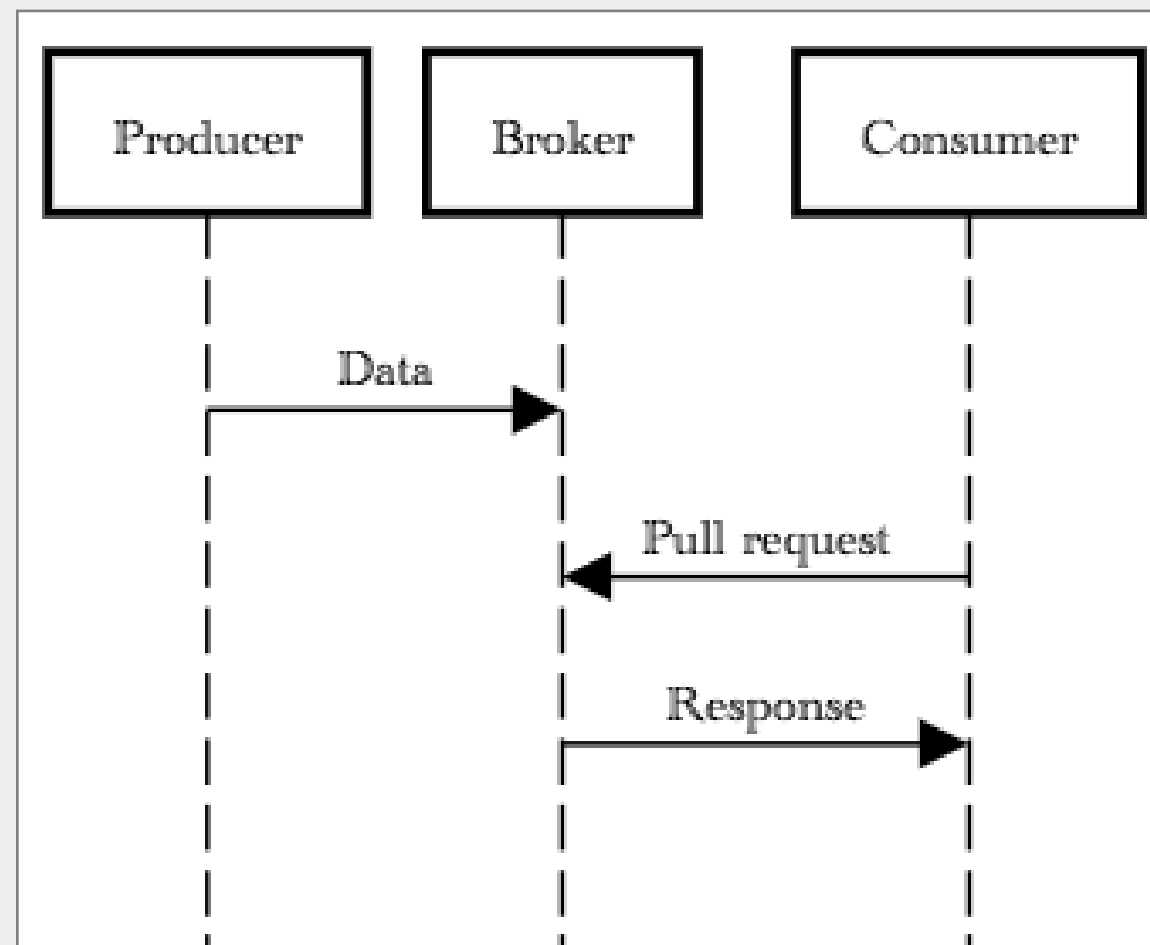 Producer
Broker
Consumer
Data
Pull request
Response